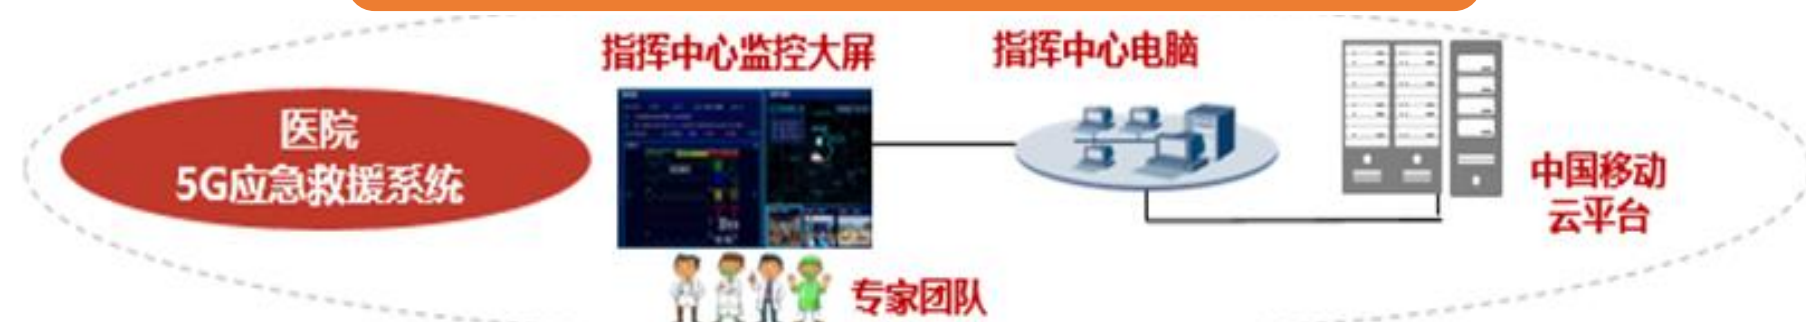 指挥中心监控大屏
指挥中心电脑
医院
5G应急救援系统
中国移动
云平台
专家团队